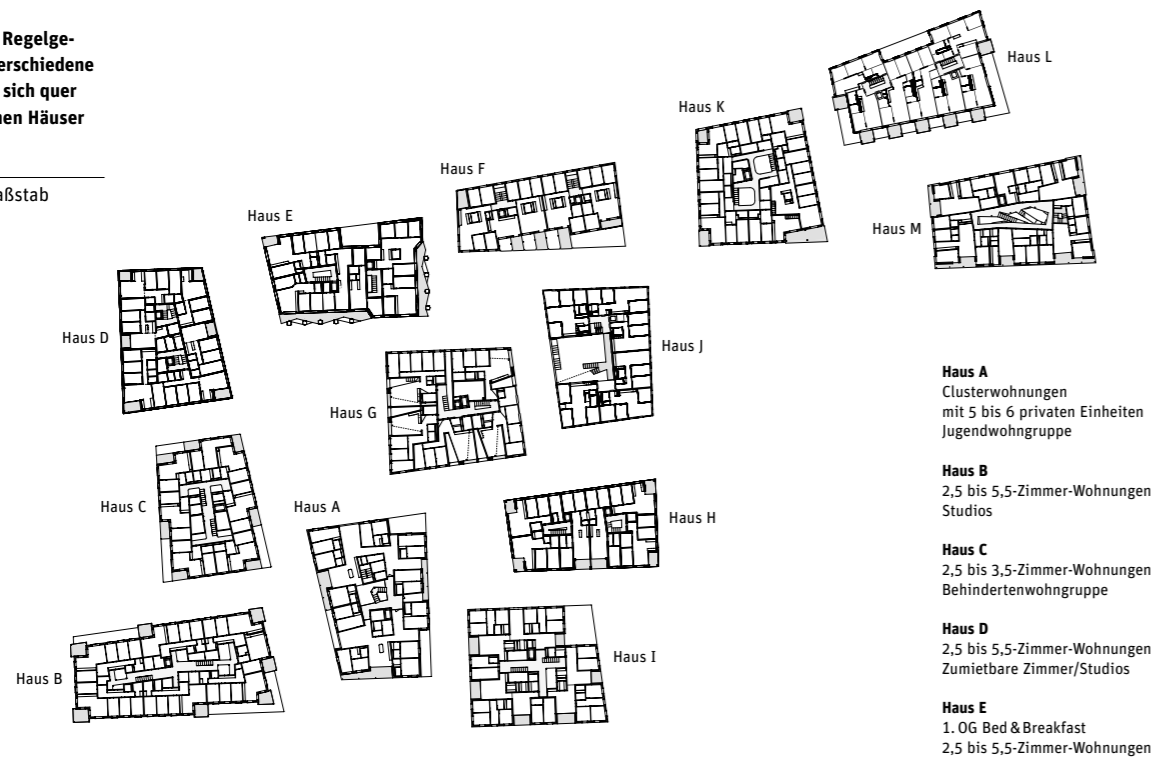 Regelge-
erschiedene
sich quer
en Häuser
aßstab
Haus L
Haus K
Haus F
Haus E
Haus M
Haus D
Haus J
Haus G
Haus C
Haus A
Haus H
Haus B
Haus I
Haus A
Clusterwohnungen
mit 5 bis 6 privaten Einheiten
Jugendwohngruppe
Haus B
2,5 bis 5,5-Zimmer-Wohnungen
Studios
Haus C
2,5 bis 3,5-Zimmer-Wohnungen
Behindertenwohngruppe
Haus D
2,5 bis 5,5-Zimmer-Wohnungen
Zumietbare Zimmer/Studios
Haus E
1. OG Bed & Breakfast
2,5 bis 5,5-Zimmer-Wohnungen